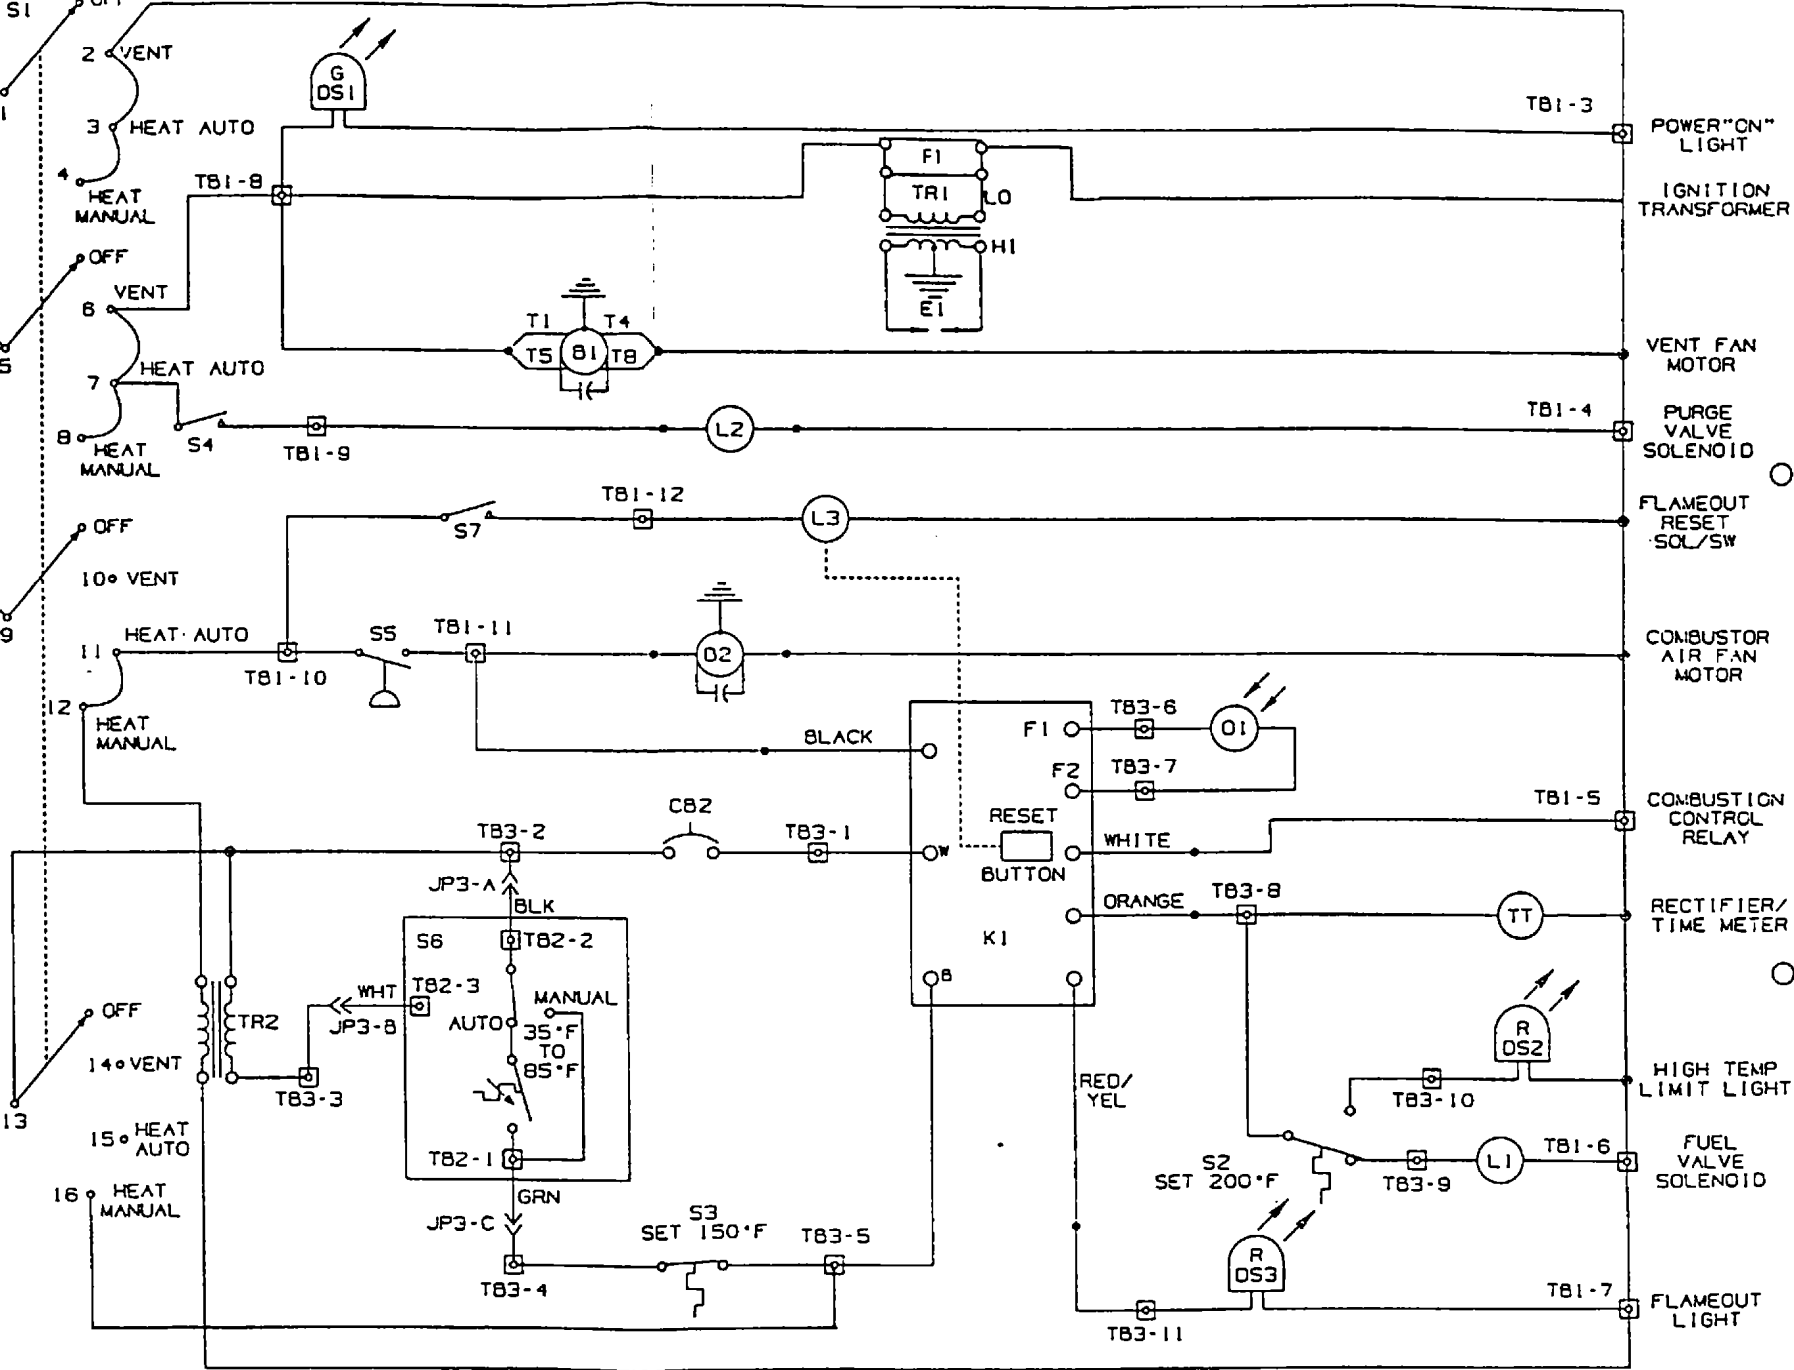 S1
OFF
2 VENT
1
3 HEAT AUTO
4
HEAT
MANUAL
G
DS1
TB1-3
POWER"ON"
LIGHT
F1
TB1-8
TR1
LO
IGNITION
TRANSFORMER
H1
E1
OFF
VENT
6
T1
T4
T5
B1
T8
VENT FAN
MOTOR
5
HEAT AUTO
7
8
HEAT
MANUAL
S4
TB1-9
L2
TB1-4
PURGE
VALVE
SOLENOID
TB1-12
S7
L3
FLAMEOUT
RESET
SOL/SW
OFF
10 VENT
9
HEAT AUTO
11
S5
TB1-11
TB1-10
B2
COMBUSTOR
AIR FAN
MOTOR
12
HEAT
MANUAL
BLACK
F1
TB3-6
F2
TB3-7
CB2
TB3-2
TB3-1
RESET
W
BUTTON
WHITE
TB1-5
COMBUSTION
CONTROL
RELAY
JP3-A
BLK
ORANGE
TB3-8
TT
RECTIFIER/
TIME METER
K1
B
S6
TB2-2
TB2-3
WHT
JP3-B
MANUAL
AUTO
35°F
TO
85°F
OFF
TR2
14 VENT
TB3-3
13
15 HEAT
AUTO
TB2-1
16 HEAT
MANUAL
GRN
JP3-C
TB3-4
S3
SET 150°F
TB3-5
RED/
YEL
R
DS2
TB3-10
HIGH TEMP
LIMIT LIGHT
S2
SET 200°F
TB3-9
L1
TB1-6
FUEL
VALVE
SOLENOID
R
DS3
TB1-7
TB3-11
FLAMEOUT
LIGHT